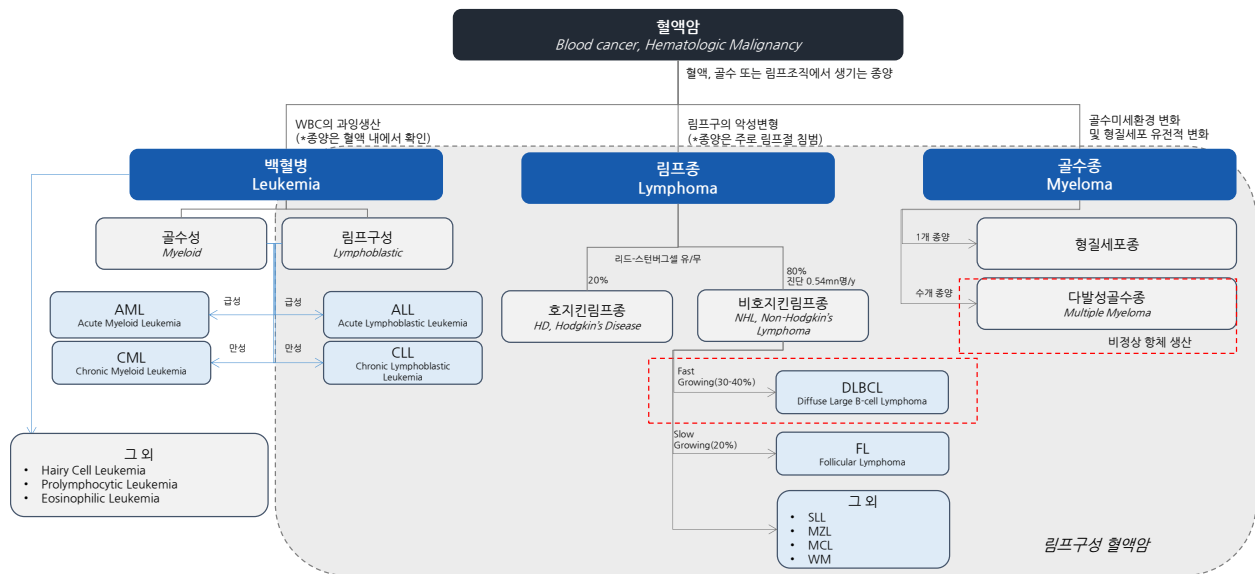 혈액암
Blood cancer, Hematologic Malignancy
혈액, 골수 또는 림프조직에서 생기는 종양
WBC의 과잉생산
(*종양은 혈액 내에서 확인)
림프구의 악성변형
(*종양은 주로 림프절 침범)
골수미세환경 변화
및 형질세포 유전적 변화
백혈병
Leukemia
림프종
Lymphoma
골수종
Myeloma
골수성
Myeloid
림프구성
Lymphoblastic
1개 종양
형질세포종
리드-스턴버그셀 유/무
20%
80%
진단 0.54mn명/y
수개 종양
다발성골수종
Multiple Myeloma
비정상 항체 생산
호지킨림프종
HD, Hodgkin's Disease
비호지킨림프종
NHL, Non-Hodgkin's
Lymphoma
AML
Acute Myeloid Leukemia
급성
급성
ALL
Acute Lymphoblastic Leukemia
CML
Chronic Myeloid Leukemia
만성
만성
CLL
Chronic Lymphoblastic
Leukemia
Fast
Growing(30-40%)
DLBCL
Diffuse Large B-cell Lymphoma
Slow
Growing(20%)
FL
Follicular Lymphoma
그 외
• Hairy Cell Leukemia
• Prolymphocytic Leukemia
• Eosinophilic Leukemia
그 외
• SLL
• MZL
• MCL
• WM
림프구성 혈액암